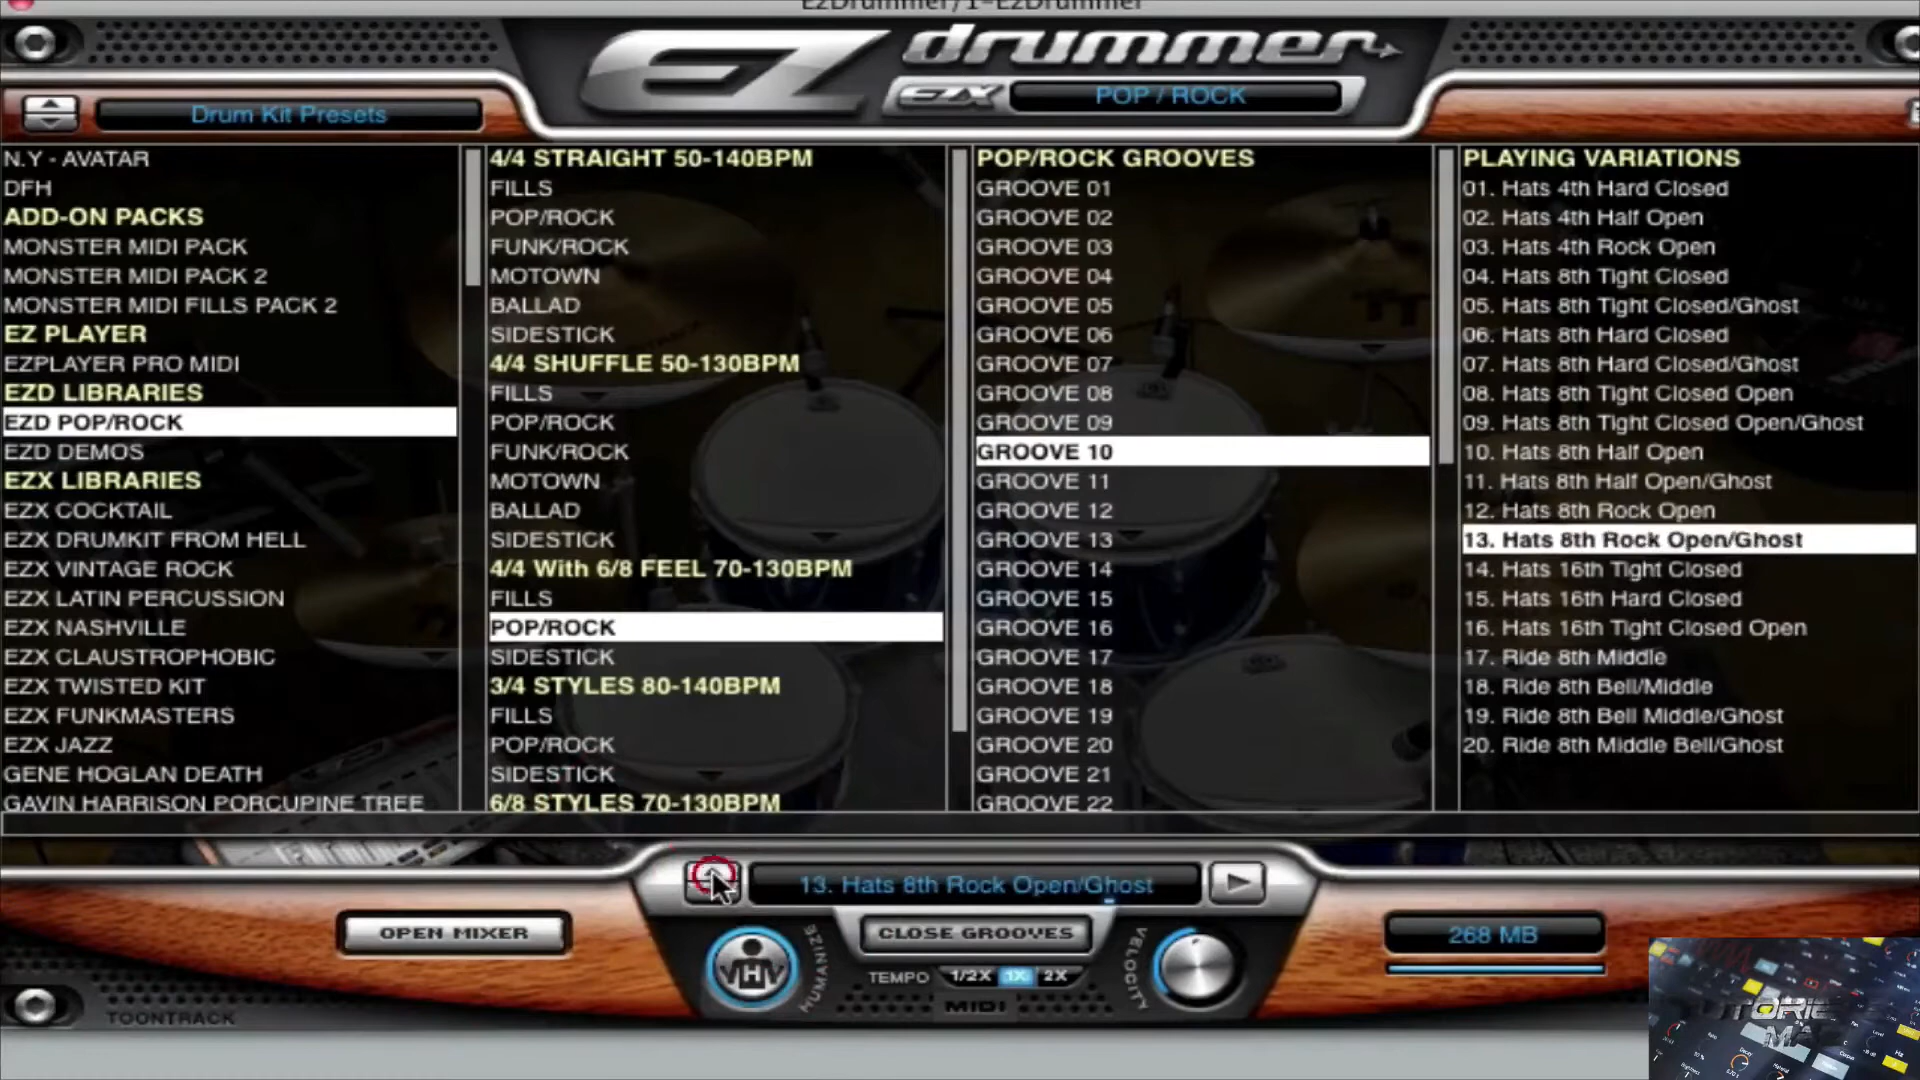 EZDrummer/1-EZDrummer
EZ drummer
EZX
POP / ROCK
Drum Kit Presets
N.Y - AVATAR
DFH
ADD-ON PACKS
MONSTER MIDI PACK
MONSTER MIDI PACK 2
MONSTER MIDI FILLS PACK 2
EZ PLAYER
EZPLAYER PRO MIDI
EZD LIBRARIES
EZD POP/ROCK
EZD DEMOS
EZX LIBRARIES
EZX COCKTAIL
EZX DRUMKIT FROM HELL
EZX VINTAGE ROCK
EZX LATIN PERCUSSION
EZX NASHVILLE
EZX CLAUSTROPHOBIC
EZX TWISTED KIT
EZX FUNKMASTERS
EZX JAZZ
GENE HOGLAN DEATH
GAVIN HARRISON PORCUPINE TREE
4/4 STRAIGHT 50-140BPM
FILLS
POP/ROCK
FUNK/ROCK
MOTOWN
BALLAD
SIDESTICK
4/4 SHUFFLE 50-130BPM
FILLS
POP/ROCK
FUNK/ROCK
MOTOWN
BALLAD
SIDESTICK
4/4 With 6/8 FEEL 70-130BPM
FILLS
POP/ROCK
SIDESTICK
3/4 STYLES 80-140BPM
FILLS
POP/ROCK
SIDESTICK
6/8 STYLES 70-130BPM
POP/ROCK GROOVES
GROOVE 01
GROOVE 02
GROOVE 03
GROOVE 04
GROOVE 05
GROOVE 06
GROOVE 07
GROOVE 08
GROOVE 09
GROOVE 10
GROOVE 11
GROOVE 12
GROOVE 13
GROOVE 14
GROOVE 15
GROOVE 16
GROOVE 17
GROOVE 18
GROOVE 19
GROOVE 20
GROOVE 21
GROOVE 22
PLAYING VARIATIONS
01. Hats 4th Hard Closed
02. Hats 4th Half Open
03. Hats 4th Rock Open
04. Hats 8th Tight Closed
05. Hats 8th Tight Closed/Ghost
06. Hats 8th Hard Closed
07. Hats 8th Hard Closed/Ghost
08. Hats 8th Tight Closed Open
09. Hats 8th Tight Closed Open/Ghost
10. Hats 8th Half Open
11. Hats 8th Half Open/Ghost
12. Hats 8th Rock Open
13. Hats 8th Rock Open/Ghost
14. Hats 16th Tight Closed
15. Hats 16th Hard Closed
16. Hats 16th Tight Closed Open
17. Ride 8th Middle
18. Ride 8th Bell/Middle
19. Ride 8th Bell Middle/Ghost
20. Ride 8th Middle Bell/Ghost
13. Hats 8th Rock Open/Ghost
OPEN MIXER
HUMANIZE
CLOSE GROOVES
VELOCITY
268 MB
TEMPO 1/2X 1X 2X
MIDI
TOONTRACK